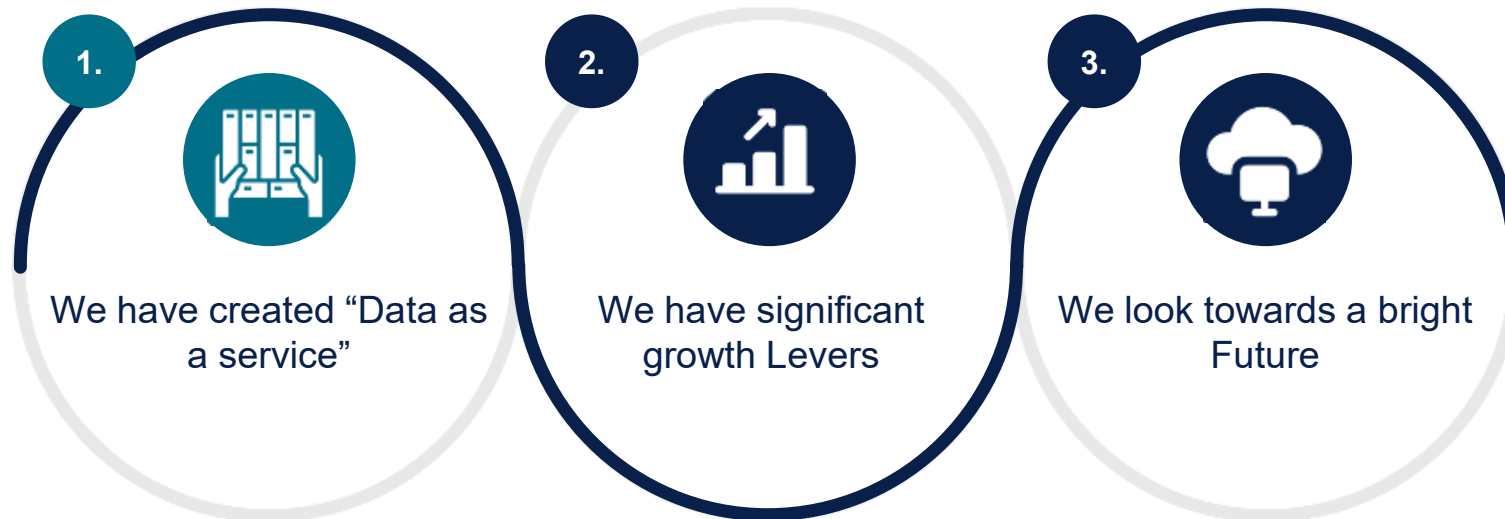 1.
We have created “Data as
a service”
2.
We have significant
growth Levers
3.
We look towards a bright
Future